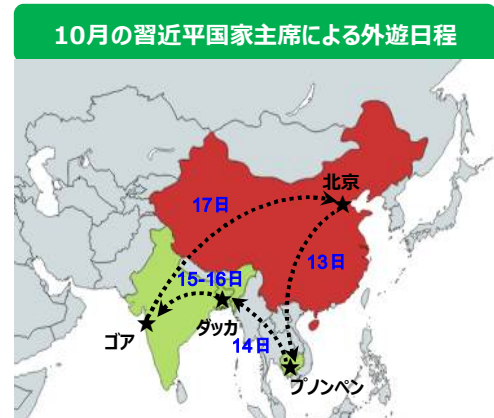 10月の習近平国家主席による外遊日程
北京
17日
13日
15-16日
ダッカ
ゴア
14日
プノンペン